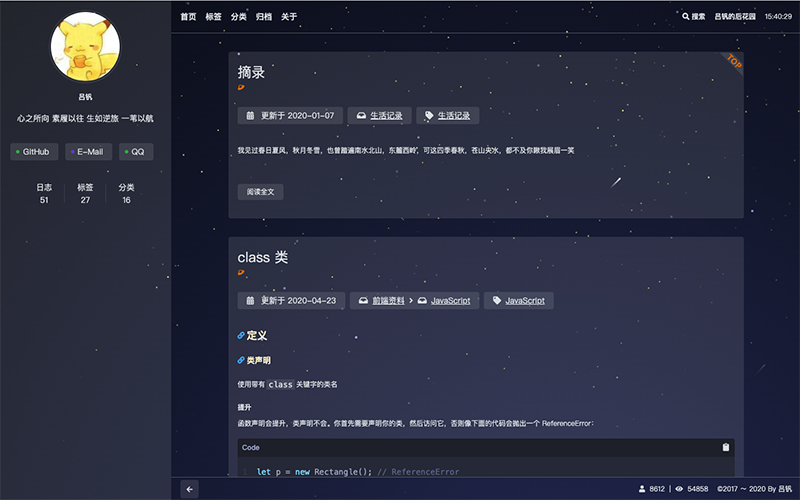 首页 标签 分类 归档 关于
搜索 吕钒的后花园 15:40:29
吕钒
心之所向 素履以往 生如逆旅 一苇以航
GitHub E-Mail QQ
日志 标签 分类
51 27 16
TOP
摘录
更新于 2020-01-07 生活记录 生活记录
我见过春日夏风，秋月冬雪，也曾踏遍南水北山，东麓西岭，可这四季春秋，苍山大水，都不及你瞅我展眉一笑
阅读全文
class 类
更新于 2020-04-23 前端资料 > JavaScript JavaScript
定义
类声明
使用带有 class 关键字的类名
提升
函数声明会提升，类声明不会。你首先需要声明你的类，然后访问它，否则像下面的代码会抛出一个 ReferenceError：
Code
1 let p = new Rectangle(); // ReferenceError
8612 | 54858 ©2017 ~ 2020 By 吕钒